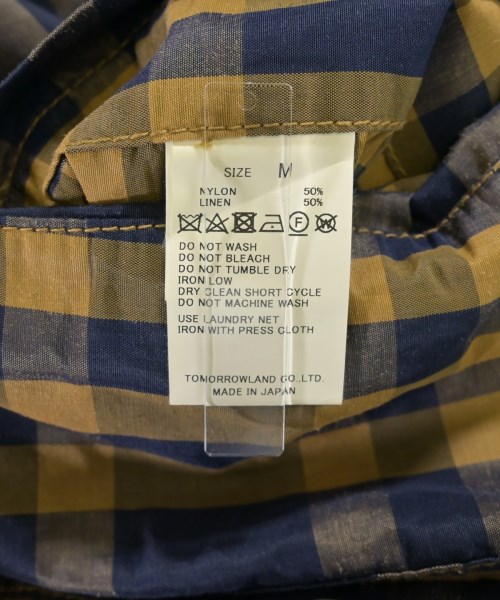 SIZE M
NYLON 50%
LINEN 50%
F W
DO NOT WASH
DO NOT BLEACH
DO NOT TUMBLE DRY
IRON LOW
DRY CLEAN SHORT CYCLE
DO NOT MACHINE WASH
USE LAUNDRY NET
IRON WITH PRESS CLOTH
TOMORROWLAND CO.,LTD.
MADE IN JAPAN